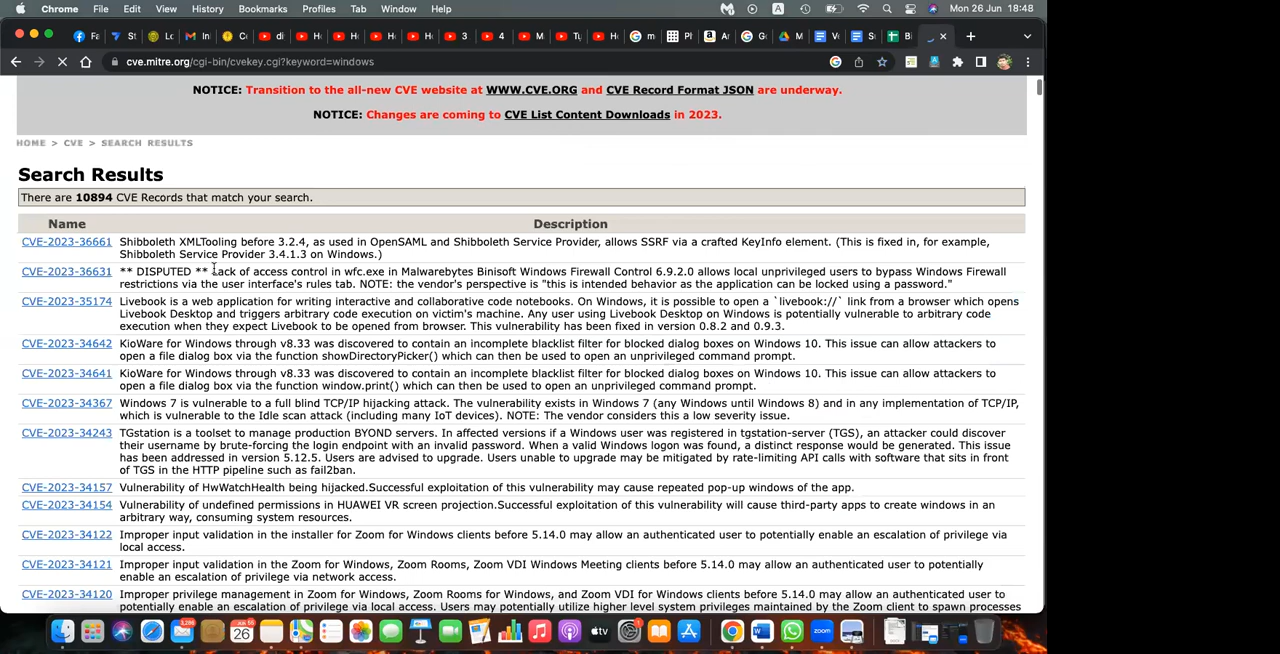 Chrome File Edit View History Bookmarks Profiles Tab Window Help A Mon 26 Jun 18:48
Fa St Lo In Co di Ho Ho Ho Ho 3 4 M Tu Ho m Pl A G M V S Bi
cve.mitre.org/cgi-bin/cvekey.cgi?keyword=windows
NOTICE: Transition to the all-new CVE website at WWW.CVE.ORG and CVE Record Format JSON are underway.
NOTICE: Changes are coming to CVE List Content Downloads in 2023.
HOME > CVE > SEARCH RESULTS
Search Results
There are 10894 CVE Records that match your search.
Name Description
CVE-2023-36661 Shibboleth XMLTooling before 3.2.4, as used in OpenSAML and Shibboleth Service Provider, allows SSRF via a crafted KeyInfo element. (This is fixed in, for example,
Shibboleth Service Provider 3.4.1.3 on Windows.)
CVE-2023-36631 ** DISPUTED ** Lack of access control in wfc.exe in Malwarebytes Binisoft Windows Firewall Control 6.9.2.0 allows local unprivileged users to bypass Windows Firewall
restrictions via the user interface's rules tab. NOTE: the vendor's perspective is "this is intended behavior as the application can be locked using a password."
CVE-2023-35174 Livebook is a web application for writing interactive and collaborative code notebooks. On Windows, it is possible to open a `livebook://` link from a browser which opens
Livebook Desktop and triggers arbitrary code execution on victim's machine. Any user using Livebook Desktop on Windows is potentially vulnerable to arbitrary code
execution when they expect Livebook to be opened from browser. This vulnerability has been fixed in version 0.8.2 and 0.9.3.
CVE-2023-34642 KioWare for Windows through v8.33 was discovered to contain an incomplete blacklist filter for blocked dialog boxes on Windows 10. This issue can allow attackers to
open a file dialog box via the function showDirectoryPicker() which can then be used to open an unprivileged command prompt.
CVE-2023-34641 KioWare for Windows through v8.33 was discovered to contain an incomplete blacklist filter for blocked dialog boxes on Windows 10. This issue can allow attackers to
open a file dialog box via the function window.print() which can then be used to open an unprivileged command prompt.
CVE-2023-34367 Windows 7 is vulnerable to a full blind TCP/IP hijacking attack. The vulnerability exists in Windows 7 (any Windows until Windows 8) and in any implementation of TCP/IP,
which is vulnerable to the Idle scan attack (including many IoT devices). NOTE: The vendor considers this a low severity issue.
CVE-2023-34243 TGstation is a toolset to manage production BYOND servers. In affected versions if a Windows user was registered in tgstation-server (TGS), an attacker could discover
their username by brute-forcing the login endpoint with an invalid password. When a valid Windows logon was found, a distinct response would be generated. This issue
has been addressed in version 5.12.5. Users are advised to upgrade. Users unable to upgrade may be mitigated by rate-limiting API calls with software that sits in front
of TGS in the HTTP pipeline such as fail2ban.
CVE-2023-34157 Vulnerability of HwWatchHealth being hijacked.Successful exploitation of this vulnerability may cause repeated pop-up windows of the app.
CVE-2023-34154 Vulnerability of undefined permissions in HUAWEI VR screen projection.Successful exploitation of this vulnerability will cause third-party apps to create windows in an
arbitrary way, consuming system resources.
CVE-2023-34122 Improper input validation in the installer for Zoom for Windows clients before 5.14.0 may allow an authenticated user to potentially enable an escalation of privilege via
local access.
CVE-2023-34121 Improper input validation in the Zoom for Windows, Zoom Rooms, Zoom VDI Windows Meeting clients before 5.14.0 may allow an authenticated user to potentially
enable an escalation of privilege via network access.
CVE-2023-34120 Improper privilege management in Zoom for Windows, Zoom Rooms for Windows, and Zoom VDI for Windows clients before 5.14.0 may allow an authenticated user to
potentially enable an escalation of privilege via local access. Users may potentially utilize higher level system privileges maintained by the Zoom client to spawn processes
26 tv zoom